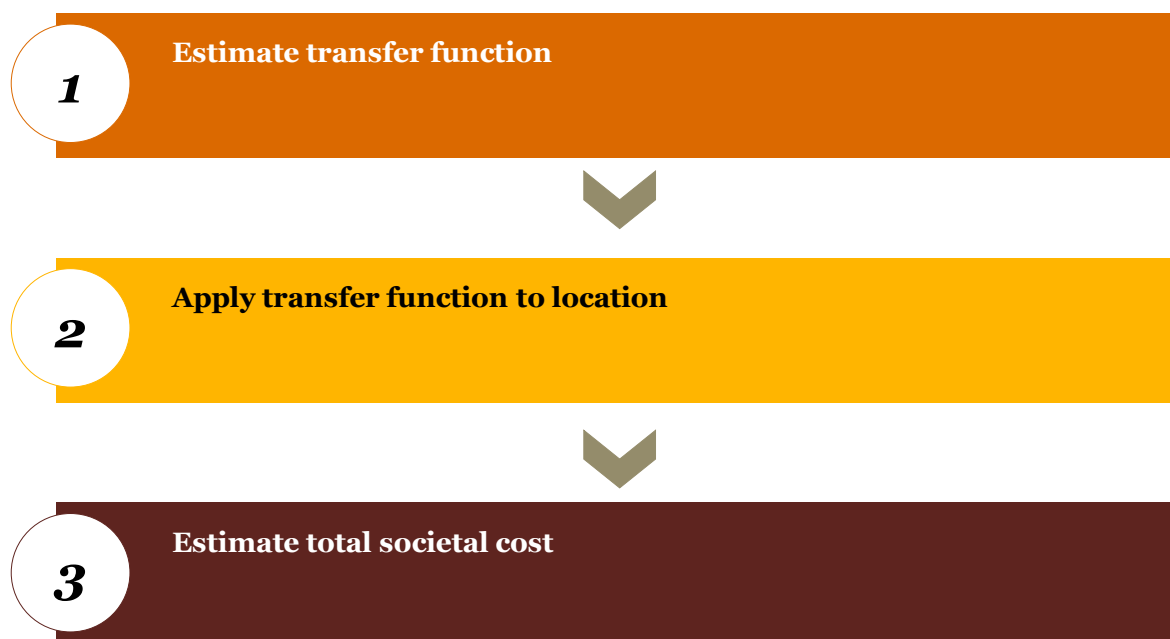 1
Estimate transfer function
2
Apply transfer function to location
3
Estimate total societal cost